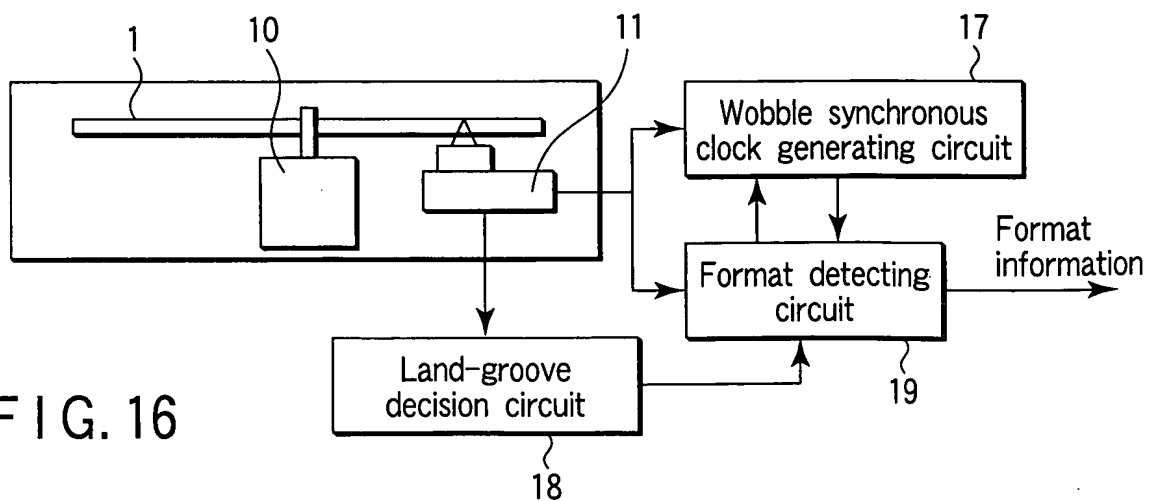 1
10
11
17
Wobble synchronous
clock generating circuit
Format detecting
circuit
Format
information
19
Land-groove
decision circuit
18
FIG. 16